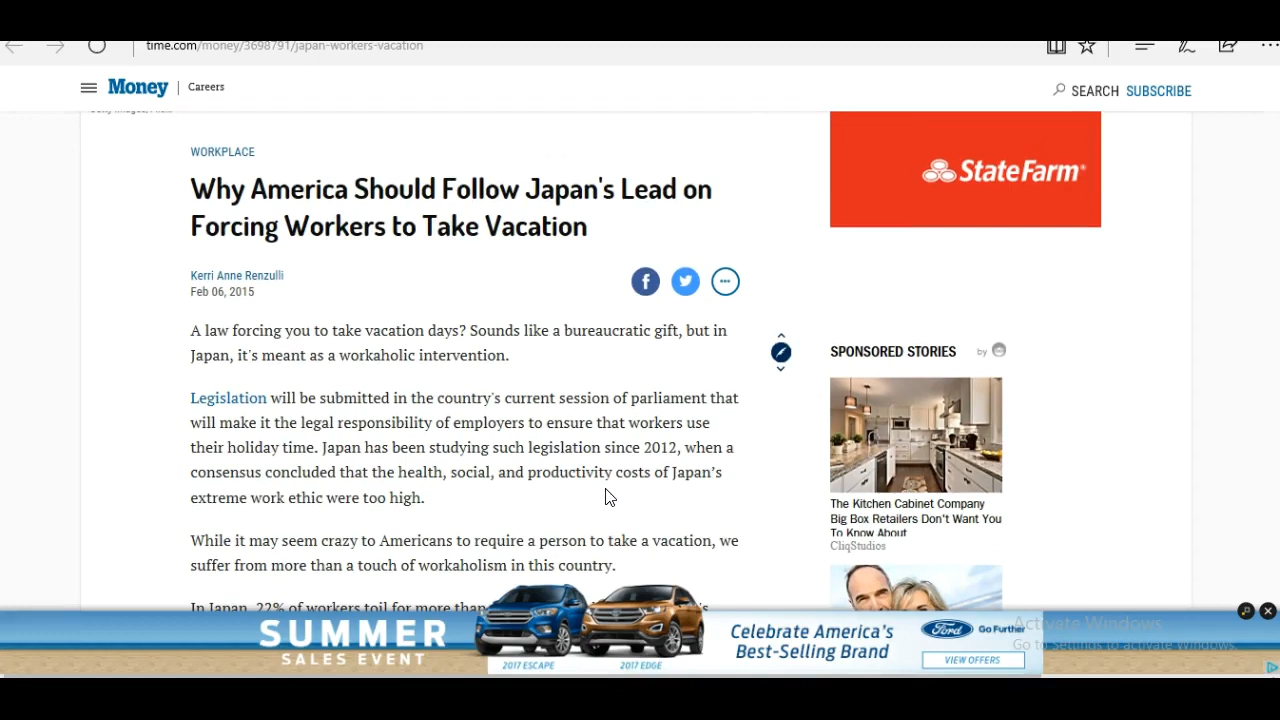 time.com/money/3698791/japan-workers-vacation
Money | Careers
SEARCH SUBSCRIBE
WORKPLACE
Why America Should Follow Japan's Lead on
Forcing Workers to Take Vacation
StateFarm®
Kerri Anne Renzulli
Feb 06, 2015
A law forcing you to take vacation days? Sounds like a bureaucratic gift, but in
Japan, it's meant as a workaholic intervention.
Legislation will be submitted in the country's current session of parliament that
will make it the legal responsibility of employers to ensure that workers use
their holiday time. Japan has been studying such legislation since 2012, when a
consensus concluded that the health, social, and productivity costs of Japan’s
extreme work ethic were too high.
While it may seem crazy to Americans to require a person to take a vacation, we
suffer from more than a touch of workaholism in this country.
In Japan, 22% of workers toil for more than
SPONSORED STORIES by
The Kitchen Cabinet Company
Big Box Retailers Don't Want You
To Know About
CliqStudios
SUMMER
SALES EVENT
2017 ESCAPE
2017 EDGE
Celebrate America's
Best-Selling Brand
Ford Go Further
VIEW OFFERS
Activate Windows
Go to Settings to activate Windows.